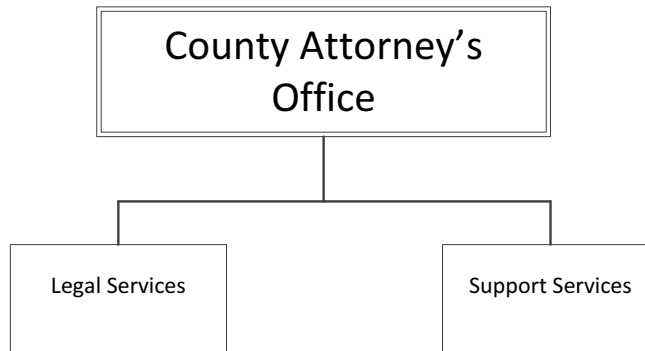 County Attorney’s
Office
Legal Services
Support Services